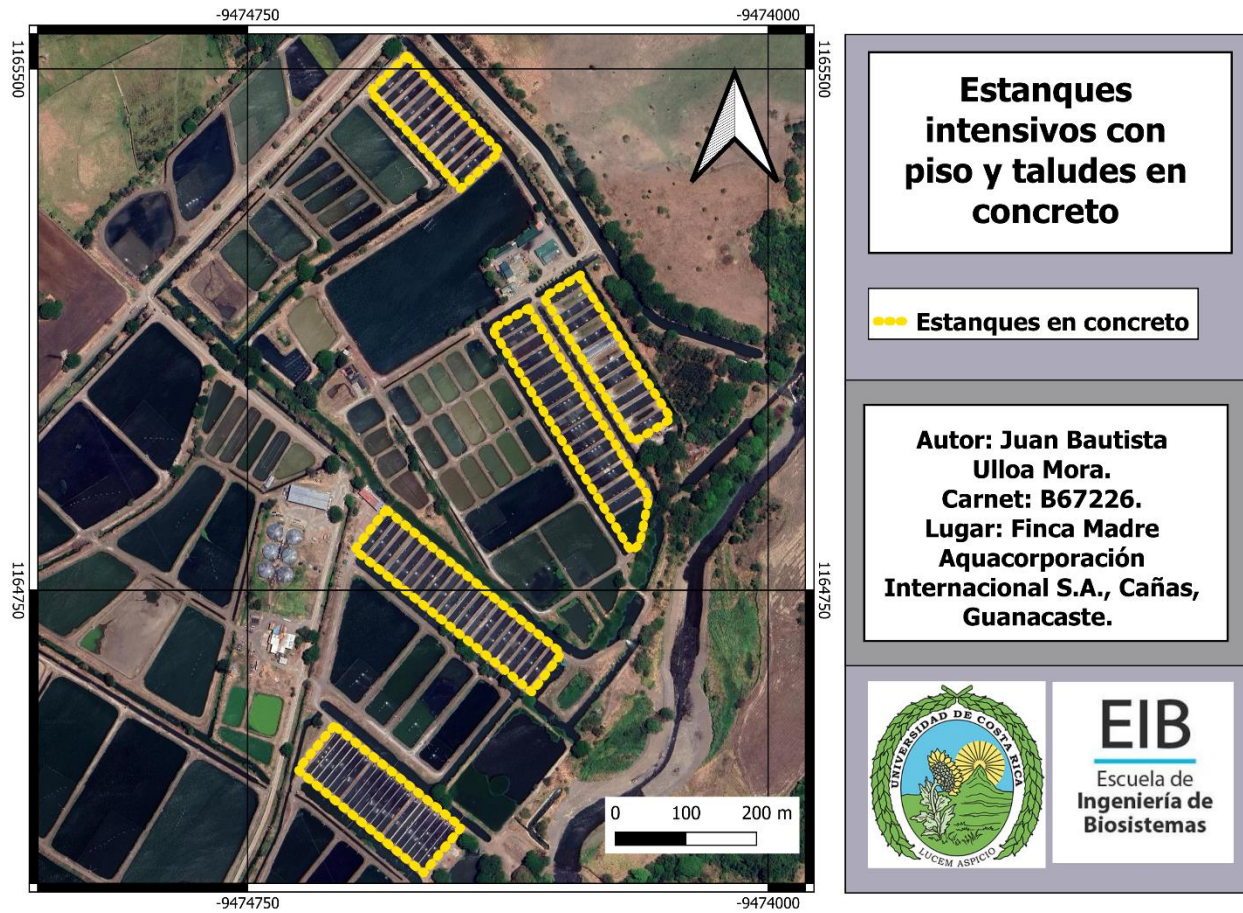 -9474750
-9474000
1165500
1165500
1164750
1164750
0 100 200 m
-9474750
-9474000
Estanques
intensivos con
piso y taludes en
concreto
Estanques en concreto
Autor: Juan Bautista
Ulloa Mora.
Carnet: B67226.
Lugar: Finca Madre
Aquacorporación
Internacional S.A., Cañas,
Guanacaste.
UNIVERSIDAD DE COSTA RICA
LUCEM ASPICIO
EIB
Escuela de
Ingeniería de
Biosistemas